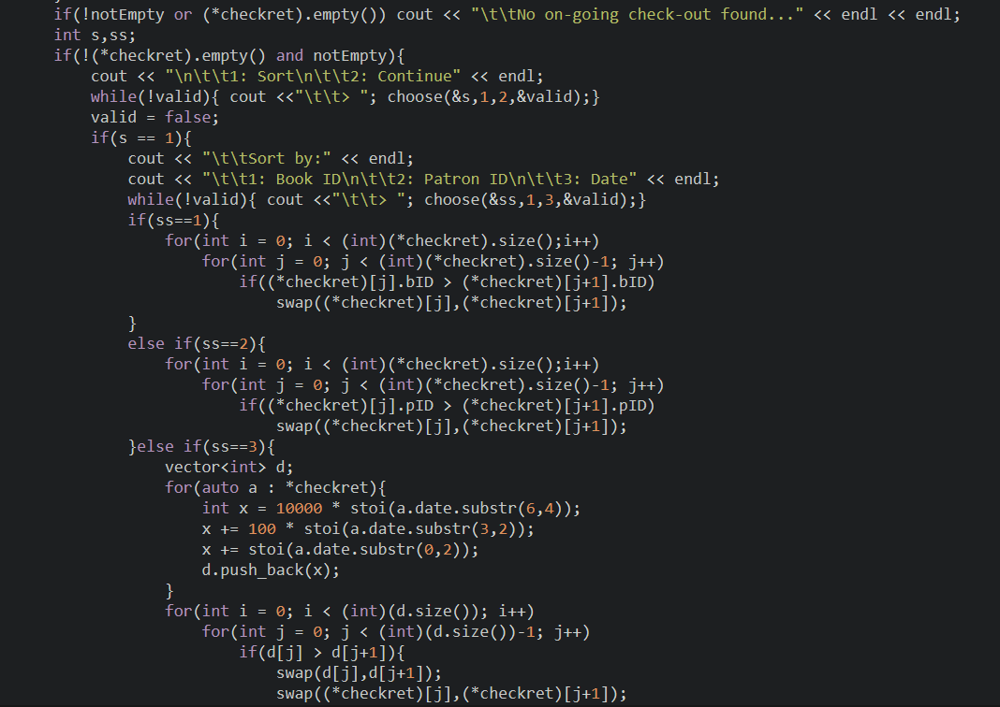 if(!notEmpty or (*checkret).empty()) cout << "\t\tNo on-going check-out found..." << endl << endl;
int s,ss;
if(!(*checkret).empty() and notEmpty){
cout << "\n\t\t1: Sort\n\t\t2: Continue" << endl;
while(!valid){ cout <<"\t\t> "; choose(&s,1,2,&valid);}
valid = false;
if(s == 1){
cout << "\t\tSort by:" << endl;
cout << "\t\t1: Book ID\n\t\t2: Patron ID\n\t\t3: Date" << endl;
while(!valid){ cout <<"\t\t> "; choose(&ss,1,3,&valid);}
if(ss==1){
for(int i = 0; i < (int)(*checkret).size();i++)
for(int j = 0; j < (int)(*checkret).size()-1; j++)
if((*checkret)[j].bID > (*checkret)[j+1].bID)
swap((*checkret)[j],(*checkret)[j+1]);
}
else if(ss==2){
for(int i = 0; i < (int)(*checkret).size();i++)
for(int j = 0; j < (int)(*checkret).size()-1; j++)
if((*checkret)[j].pID > (*checkret)[j+1].pID)
swap((*checkret)[j],(*checkret)[j+1]);
}else if(ss==3){
vector<int> d;
for(auto a : *checkret){
int x = 10000 * stoi(a.date.substr(6,4));
x += 100 * stoi(a.date.substr(3,2));
x += stoi(a.date.substr(0,2));
d.push_back(x);
}
for(int i = 0; i < (int)(d.size()); i++)
for(int j = 0; j < (int)(d.size())-1; j++)
if(d[j] > d[j+1]){
swap(d[j],d[j+1]);
swap((*checkret)[j],(*checkret)[j+1]);